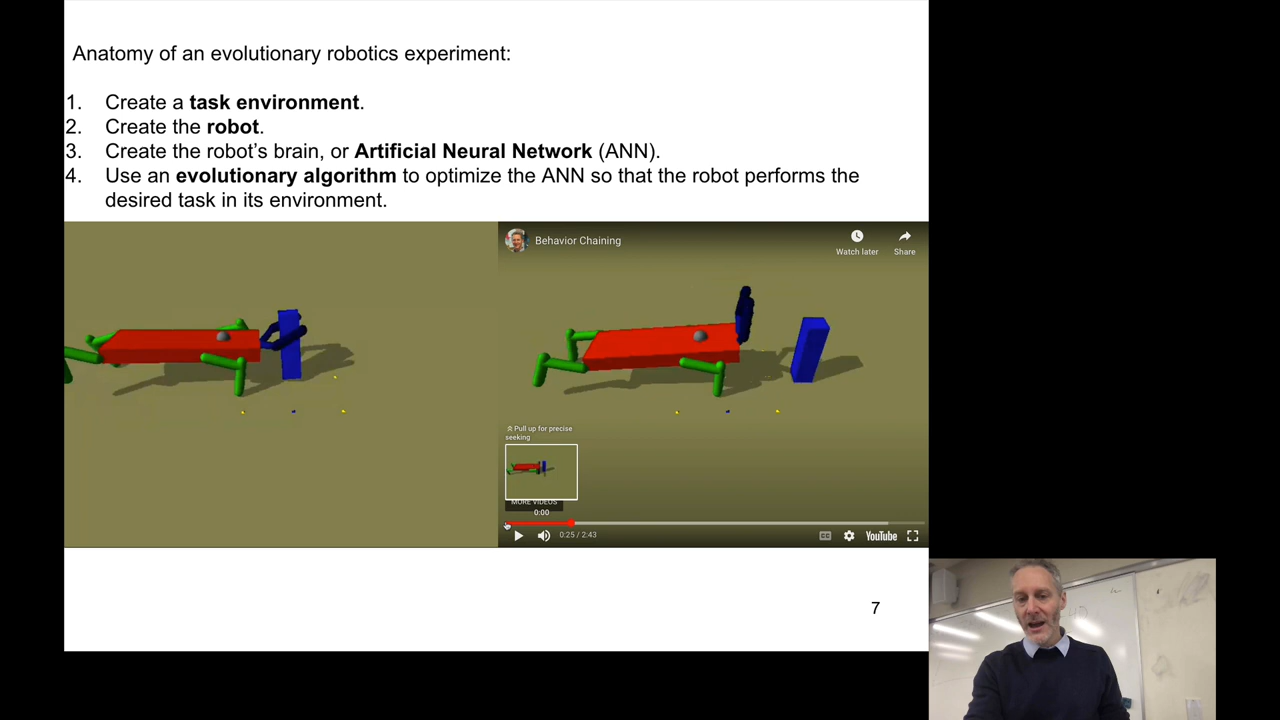 Anatomy of an evolutionary robotics experiment:
1. Create a task environment.
2. Create the robot.
3. Create the robot's brain, or Artificial Neural Network (ANN).
4. Use an evolutionary algorithm to optimize the ANN so that the robot performs the
desired task in its environment.
Behavior Chaining
Watch later
Share
Pull up for precise
seeking
MORE VIDEOS
0:00
0:25 / 2:43
CC
YouTube
7